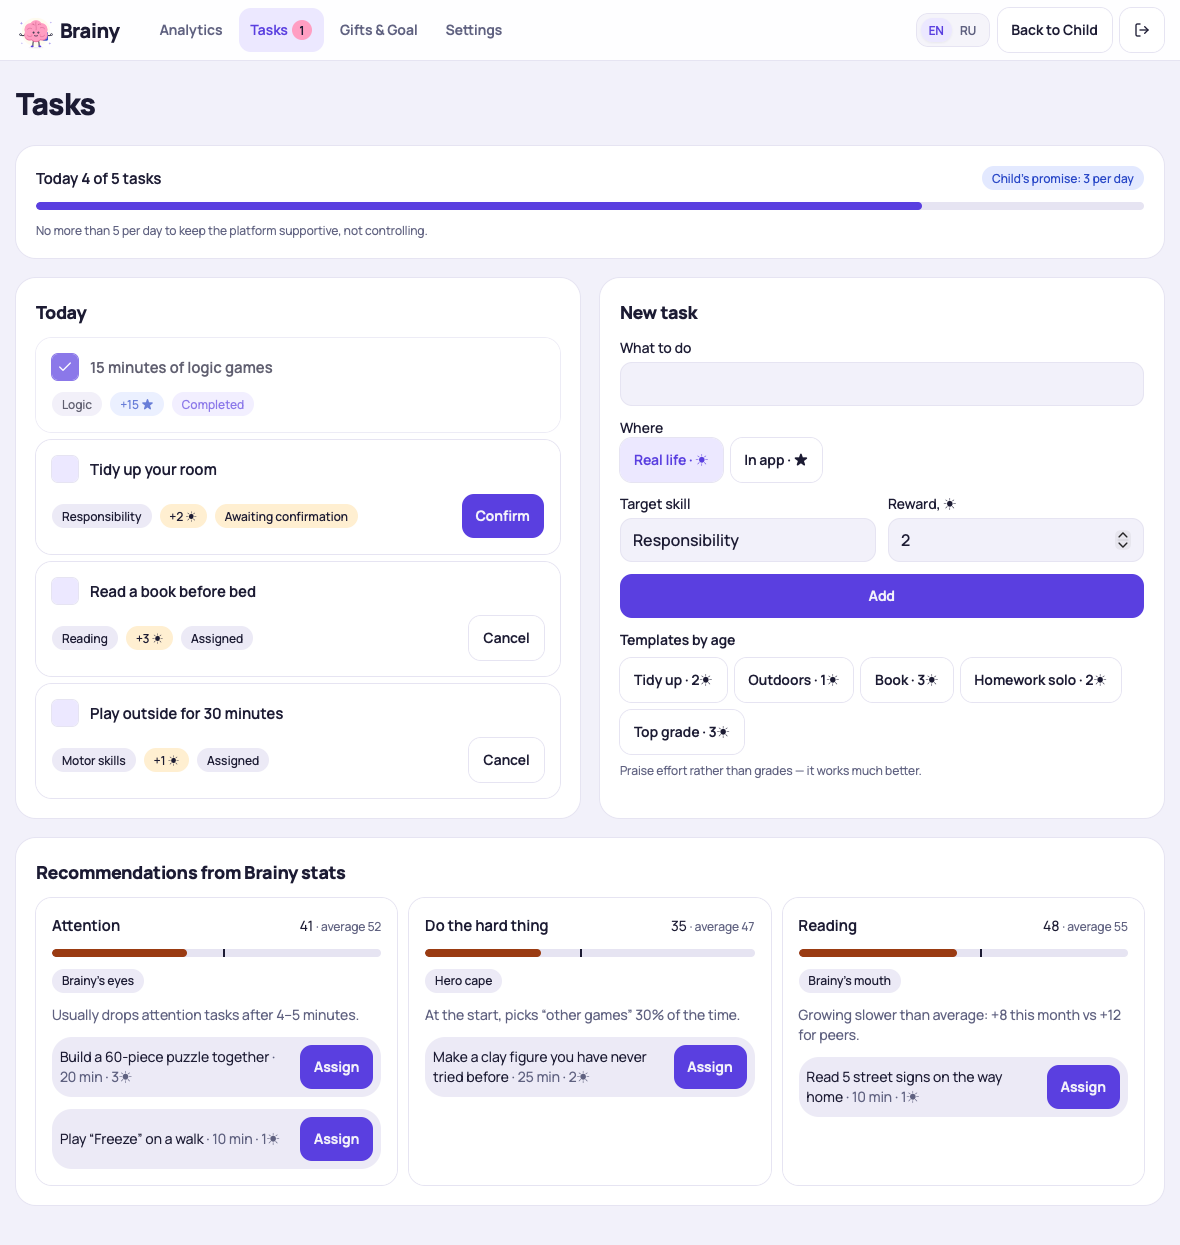 Brainy
Analytics
Tasks 1
Gifts & Goal
Settings
EN RU
Back to Child
Tasks
Today 4 of 5 tasks
Child's promise: 3 per day
No more than 5 per day to keep the platform supportive, not controlling.
Today
15 minutes of logic games
Logic
+15 ★
Completed
Tidy up your room
Responsibility
+2 ☀
Awaiting confirmation
Confirm
Read a book before bed
Reading
+3 ☀
Assigned
Cancel
Play outside for 30 minutes
Motor skills
+1 ☀
Assigned
Cancel
New task
What to do
Where
Real life · ☀
In app · ★
Target skill
Reward, ☀
Responsibility
2
Add
Templates by age
Tidy up · 2☀
Outdoors · 1☀
Book · 3☀
Homework solo · 2☀
Top grade · 3☀
Praise effort rather than grades — it works much better.
Recommendations from Brainy stats
Attention
41 · average 52
Brainy's eyes
Usually drops attention tasks after 4–5 minutes.
Build a 60-piece puzzle together ·
20 min · 3☀
Assign
Play “Freeze” on a walk · 10 min · 1☀
Assign
Do the hard thing
35 · average 47
Hero cape
At the start, picks “other games” 30% of the time.
Make a clay figure you have never
tried before · 25 min · 2☀
Assign
Reading
48 · average 55
Brainy's mouth
Growing slower than average: +8 this month vs +12
for peers.
Read 5 street signs on the way
home · 10 min · 1☀
Assign